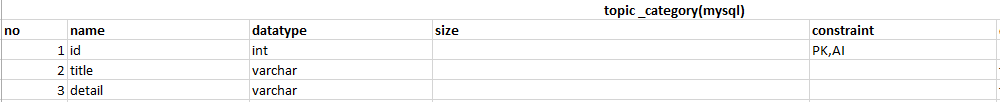 topic _category(mysql)
no name datatype size constraint
1 id int PK,AI
2 title varchar
3 detail varchar